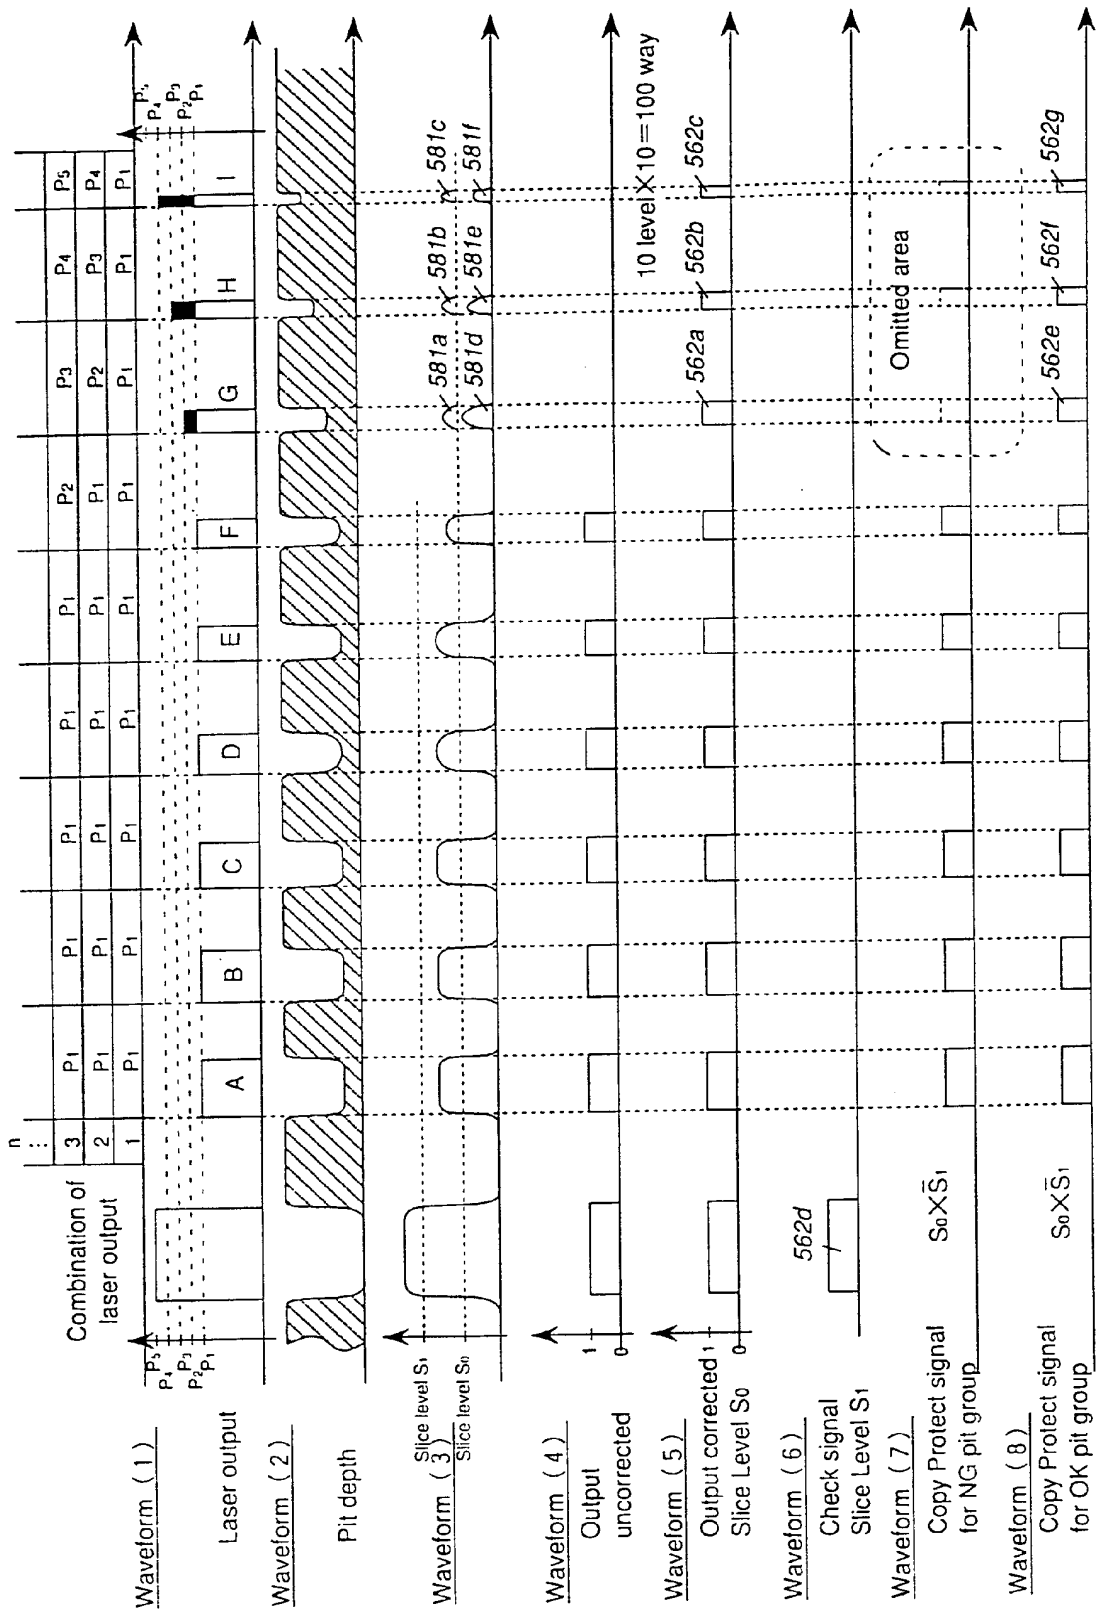 Combination of
laser output
n
⋮
3 P1 P1 P1 P1 P1 P2 P3 P4 P5
2 P1 P1 P1 P1 P1 P1 P2 P3 P4
1 P1 P1 P1 P1 P1 P1 P1 P1 P1
Waveform (1)
Laser output
P5
P4
P3
P2
P1
A B C D E F G H I
P5
P4
P3
P2
P1
Waveform (2)
Pit depth
Waveform (3)
Slice level S1
Slice level S0
581a 581b 581c
581d 581e 581f
Waveform (4)
Output
uncorrected
1
0
10 level×10=100 way
Waveform (5)
Output corrected
Slice Level S0
1
0
562a 562b 562c
Waveform (6)
Check signal
Slice Level S1
562d
Waveform (7)
Copy Protect signal
for NG pit group
S0×S̄1
Omitted area
Waveform (8)
Copy Protect signal
for OK pit group
S0×S̄1
562e 562f 562g